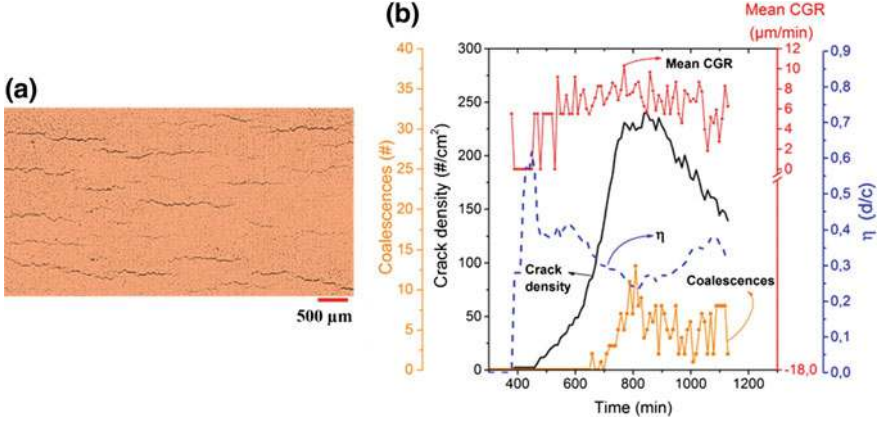 (a)
500 µm
(b)
Mean CGR
(µm/min)
40
35
30
25
20
15
10
5
0
Coalescences (#)
300
250
200
150
100
50
0
Crack density (#/cm²)
Mean CGR
η
Crack
density
Coalescences
400 600 800 1000 1200
Time (min)
12
10
8
6
4
2
0
-18,0
0,9
0,8
0,7
0,6
0,5
0,4
0,3
0,2
0,1
0,0
η (d/c)